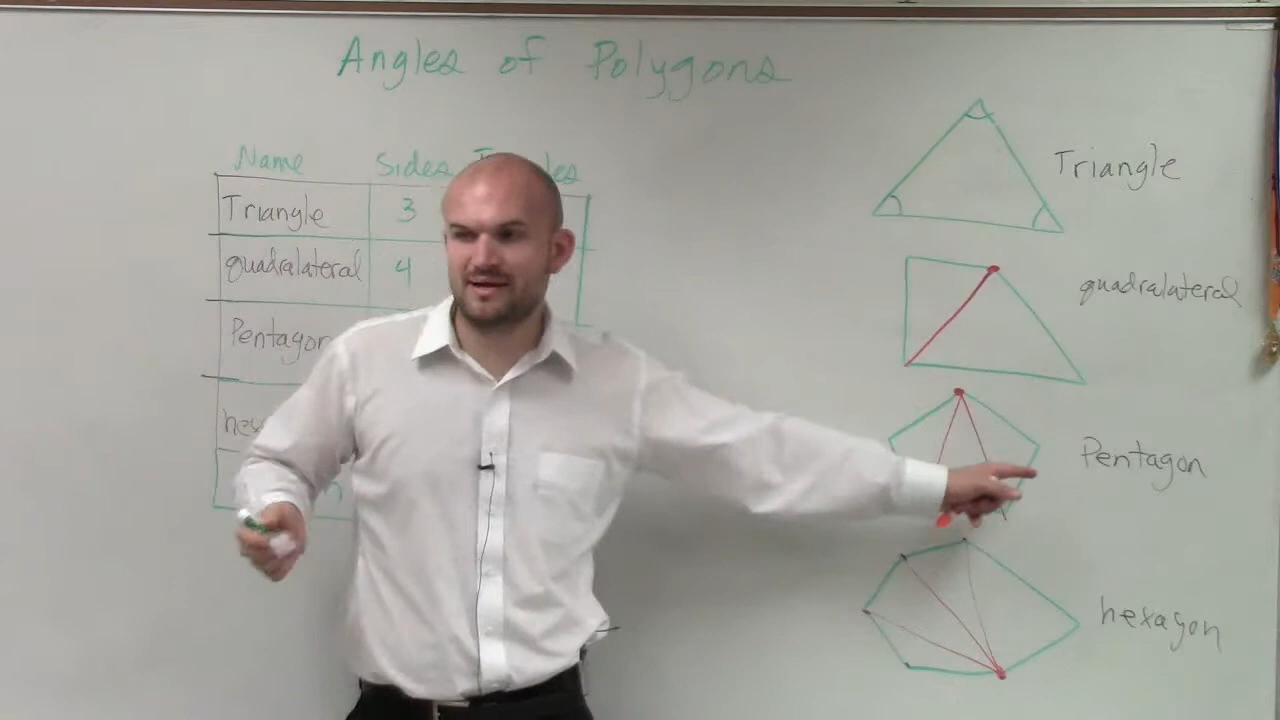 Angles of Polygons
Name Sides
Triangle 3
quadralateral 4
Pentagon
Triangle
quadralateral
Pentagon
hexagon